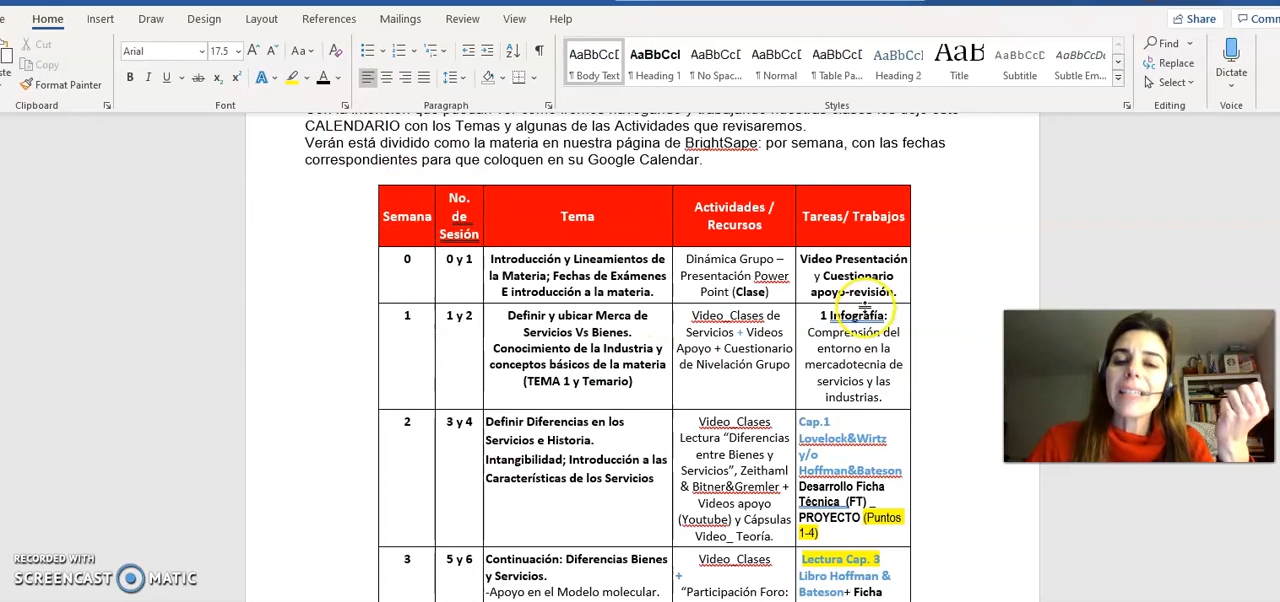 Home Insert Draw Design Layout References Mailings Review View Help
Share
Cut
Copy
Format Painter
Clipboard
Arial 17.5
Font
Paragraph
AaBbCcD AaBbCcI AaBbCcD AaBbCcD AaBbCcD AaBbCcI AaB AaBbCcD AaBbCcDc
¶ Body Text ¶ Heading 1 ¶ No Spac... ¶ Normal ¶ Table Pa... Heading 2 Title Subtitle Subtle Em...
Styles
Find
Replace
Select
Editing
Dictate
Voice
CALENDARIO con los Temas y algunas de las Actividades que revisaremos.
Verán está dividido como la materia en nuestra página de BrightSape: por semana, con las fechas
correspondientes para que coloquen en su Google Calendar.
Semana
No.
de
Sesión
Tema
Actividades /
Recursos
Tareas/ Trabajos
0
0 y 1
Introducción y Lineamientos de
la Materia; Fechas de Exámenes
E introducción a la materia.
Dinámica Grupo –
Presentación Power
Point (Clase)
Video Presentación
y Cuestionario
apoyo-revisión.
1
1 y 2
Definir y ubicar Merca de
Servicios Vs Bienes.
Conocimiento de la Industria y
conceptos básicos de la materia
(TEMA 1 y Temario)
Video_Clases de
Servicios + Videos
Apoyo + Cuestionario
de Nivelación Grupo
1 Infografía:
Comprensión del
entorno en la
mercadotecnia de
servicios y las
industrias.
2
3 y 4
Definir Diferencias en los
Servicios e Historia.
Intangibilidad; Introducción a las
Características de los Servicios
Video_Clases
Lectura “Diferencias
entre Bienes y
Servicios”, Zeithaml
& Bitner&Gremler +
Videos apoyo
(Youtube) y Cápsulas
Video_ Teoría.
Cap.1
Lovelock&Wirtz
y/o
Hoffman&Bateson
Desarrollo Ficha
Técnica (FT) _
PROYECTO (Puntos
1-4)
3
5 y 6
Continuación: Diferencias Bienes
y Servicios.
-Apoyo en el Modelo molecular.
Video_Clases
+
“Participación Foro:
Lectura Cap. 3
Libro Hoffman &
Bateson+ Ficha
RECORDED WITH
SCREENCAST MATIC